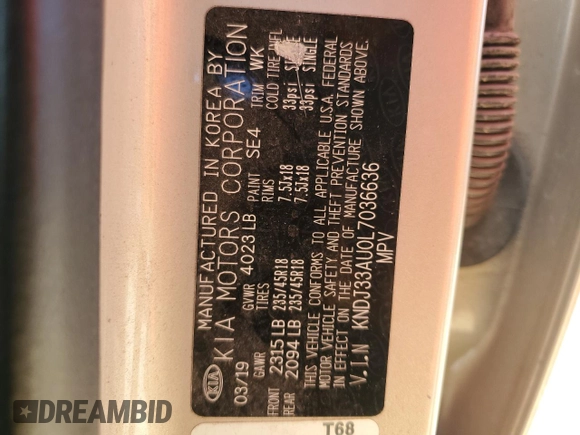 MANUFACTURED IN KOREA BY
KIA KIA MOTORS CORPORATION
03/19 GVWR 4023 LB PAINT SE4 TRIM WK
GAWR TIRES RIMS COLD TIRE INFL
FRONT 2315 LB 235/45R18 7.5Jx18 33psi SINGLE
REAR 2094 LB 235/45R18 7.5Jx18 33psi SINGLE
THIS VEHICLE CONFORMS TO ALL APPLICABLE U.S.A. FEDERAL
MOTOR VEHICLE SAFETY AND THEFT PREVENTION STANDARDS
IN EFFECT ON THE DATE OF MANUFACTURE SHOWN ABOVE.
V.I.N KNDJ33AU0L7036636
MPV
T68
DREAMBID